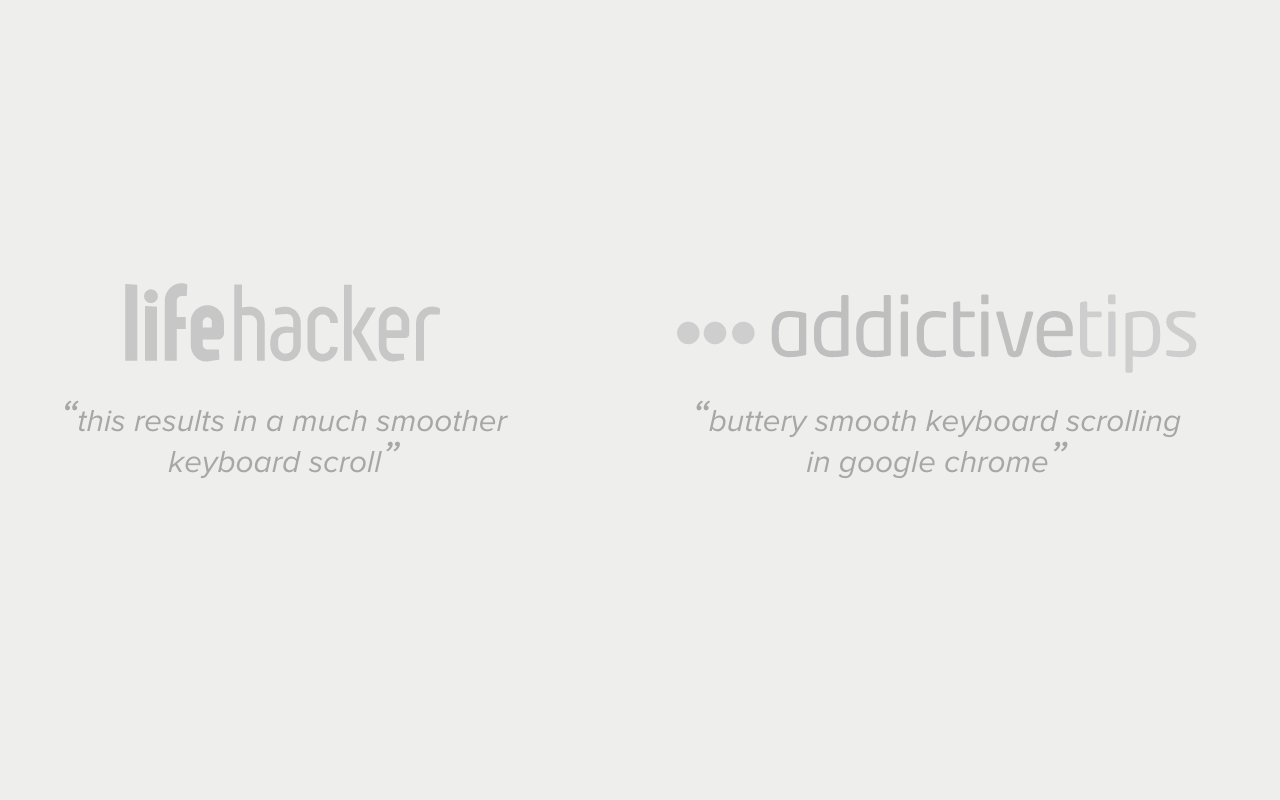 lifehacker
“this results in a much smoother
keyboard scroll”
addictivetips
“buttery smooth keyboard scrolling
in google chrome”